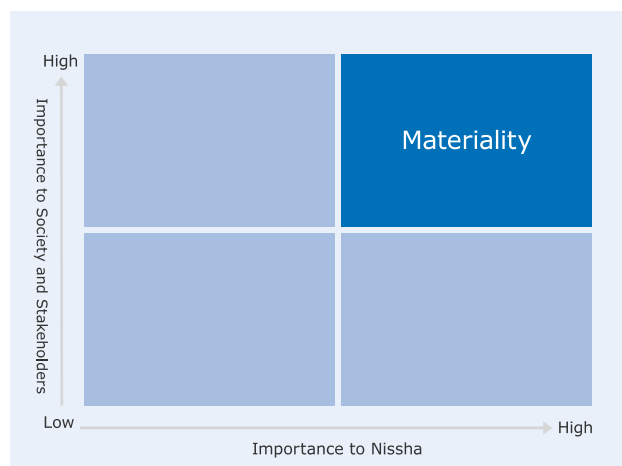 High
Materiality
Importance to Society and Stakeholders
Low
High
Importance to Nissha